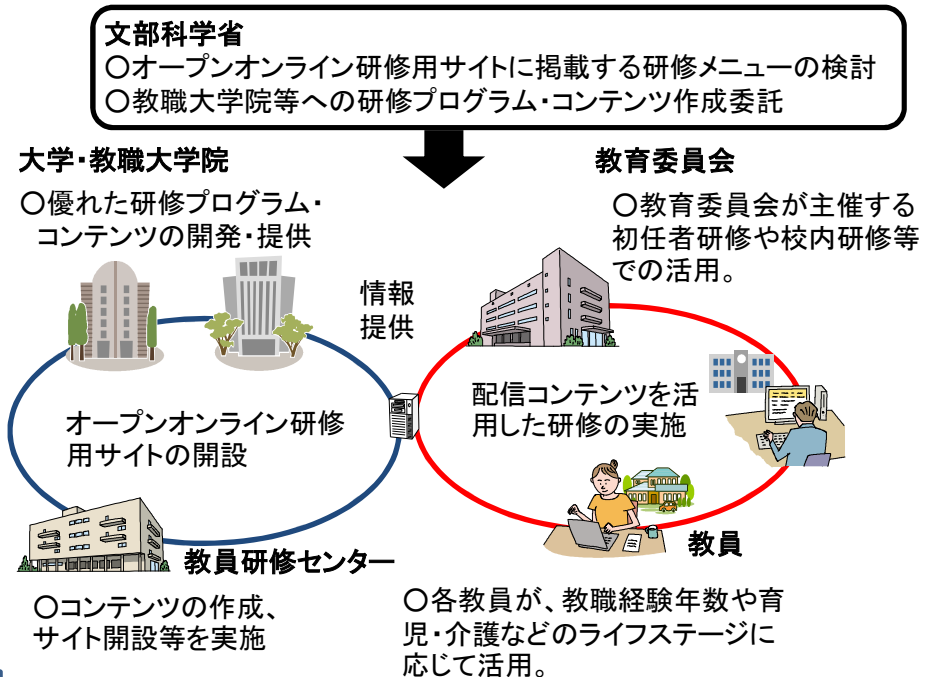 文部科学省
〇オープンオンライン研修用サイトに掲載する研修メニューの検討
〇教職大学院等への研修プログラム・コンテンツ作成委託
大学・教職大学院
〇優れた研修プログラム・
コンテンツの開発・提供
教育委員会
〇教育委員会が主催する
初任者研修や校内研修等
での活用。
情報
提供
オープンオンライン研修
用サイトの開設
配信コンテンツを活
用した研修の実施
教員研修センター
〇コンテンツの作成、
サイト開設等を実施
教員
〇各教員が、教職経験年数や育
児・介護などのライフステージに
応じて活用。